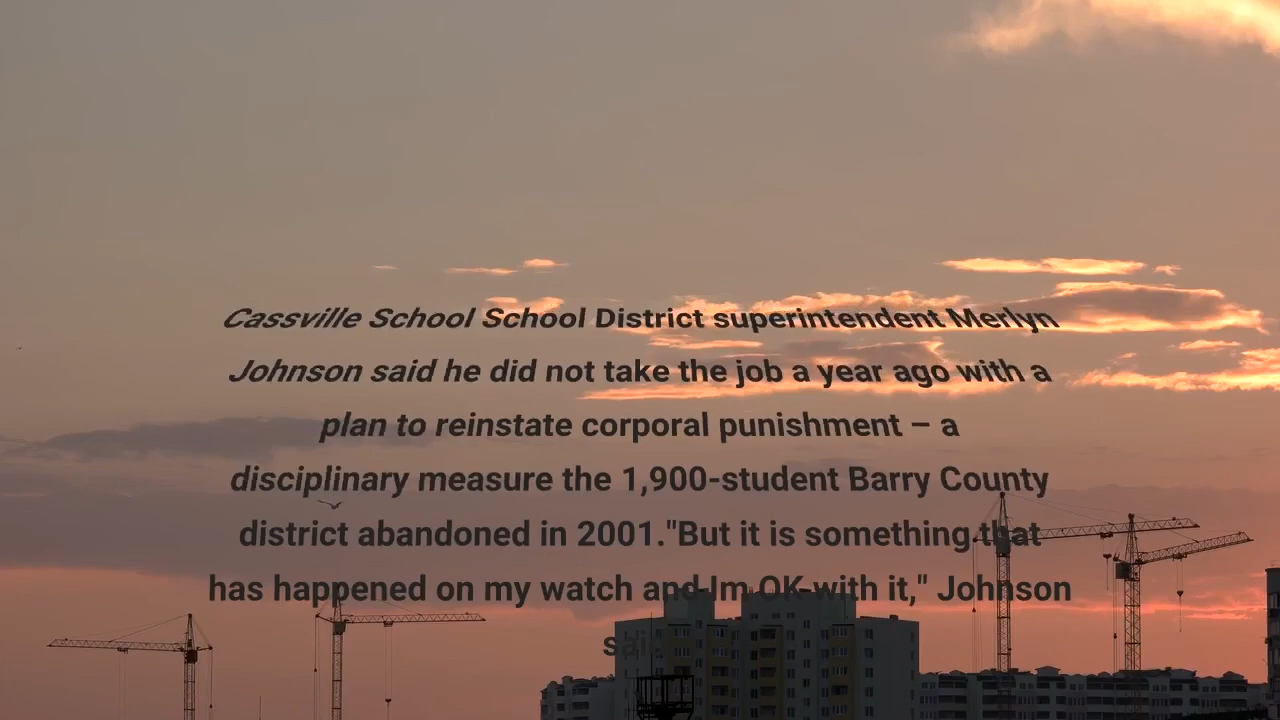 Cassville School School District superintendent Merlyn
Johnson said he did not take the job a year ago with a
plan to reinstate corporal punishment – a
disciplinary measure the 1,900-student Barry County
district abandoned in 2001."But it is something that
has happened on my watch and Im OK with it," Johnson
said.